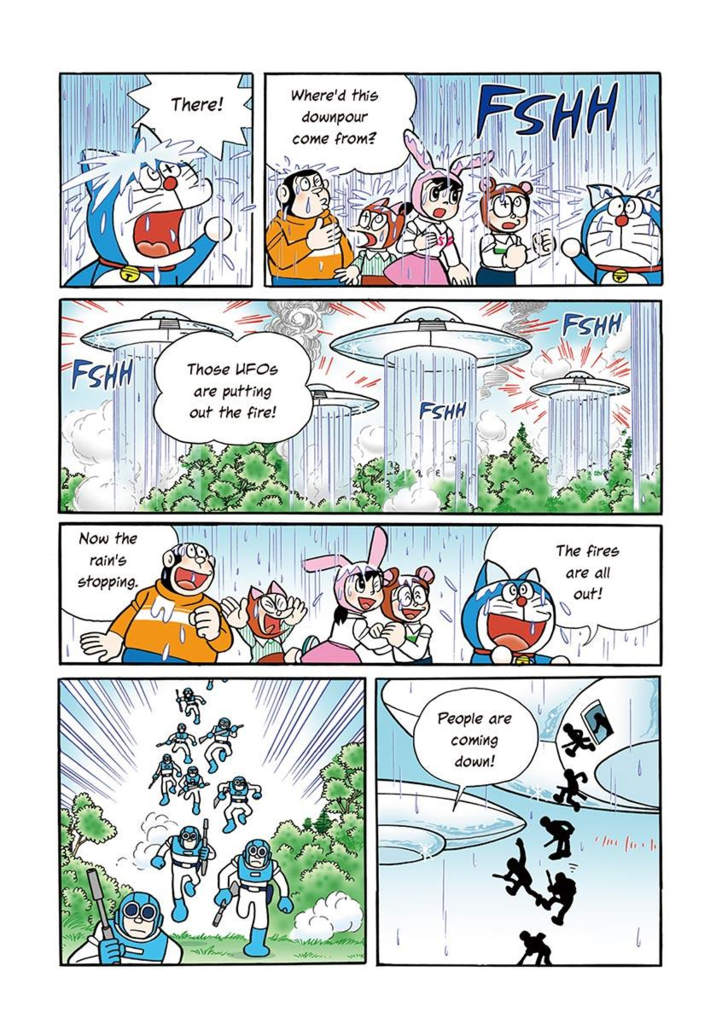 FSHH
Where'd this
downpour
come from?
There!
FSHH
FSHH
Those UFOs
are putting
out the fire!
FSHH
The fires
are all
out!
Now the
rain's
stopping.
People are
coming
down!